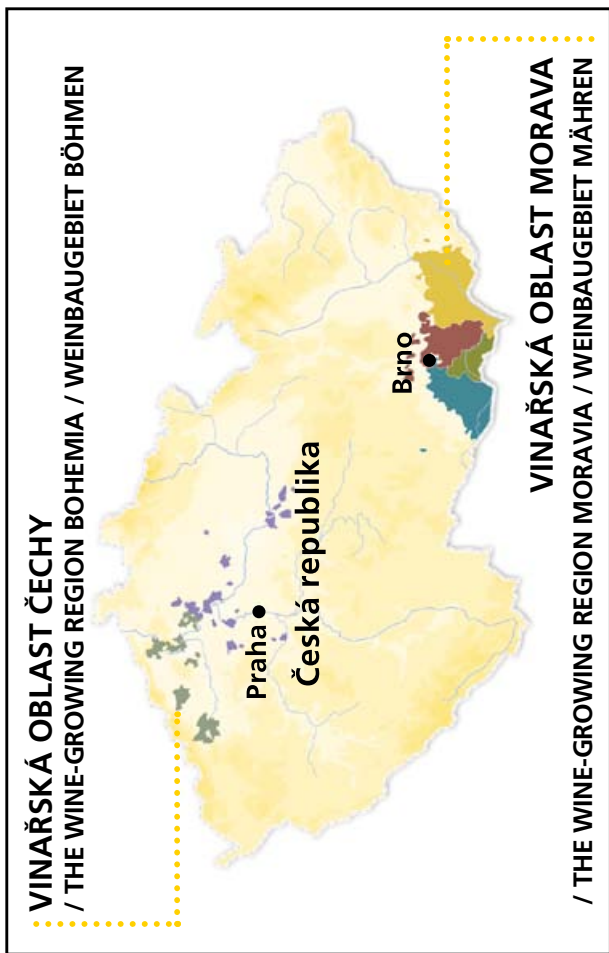 VINAŘSKÁ OBLAST ČECHY
/ THE WINE-GROWING REGION BOHEMIA / WEINBAUGEBIET BÖHMEN
Praha
Česká republika
Brno
VINAŘSKÁ OBLAST MORAVA
/ THE WINE-GROWING REGION MORAVIA / WEINBAUGEBIET MÄHREN